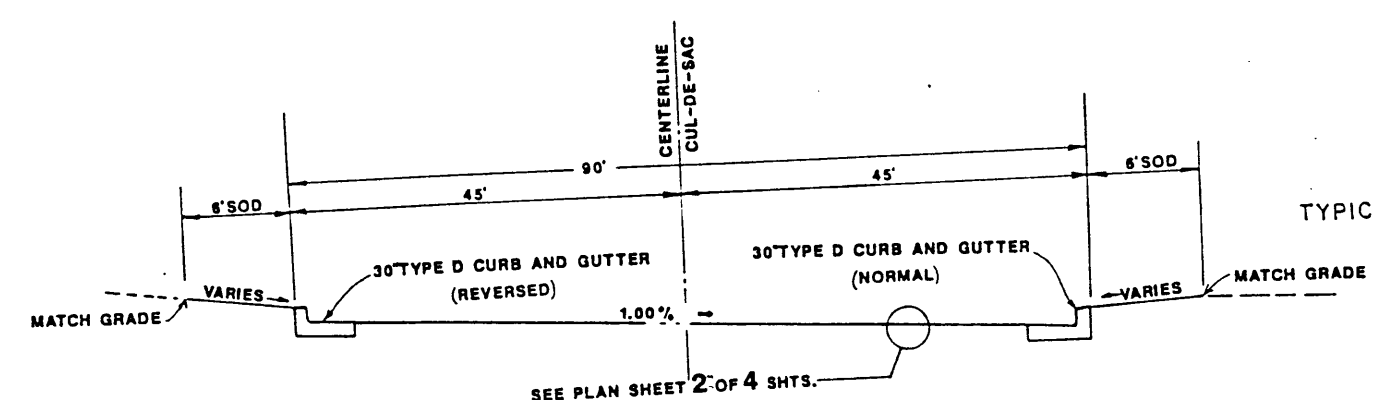 CENTERLINE
CUL-DE-SAC
90'
45'
45'
6'SOD
6'SOD
TYPIC
30"TYPE D CURB AND GUTTER
(REVERSED)
30"TYPE D CURB AND GUTTER
(NORMAL)
VARIES
VARIES
MATCH GRADE
MATCH GRADE
1.00%
SEE PLAN SHEET 2 OF 4 SHTS.